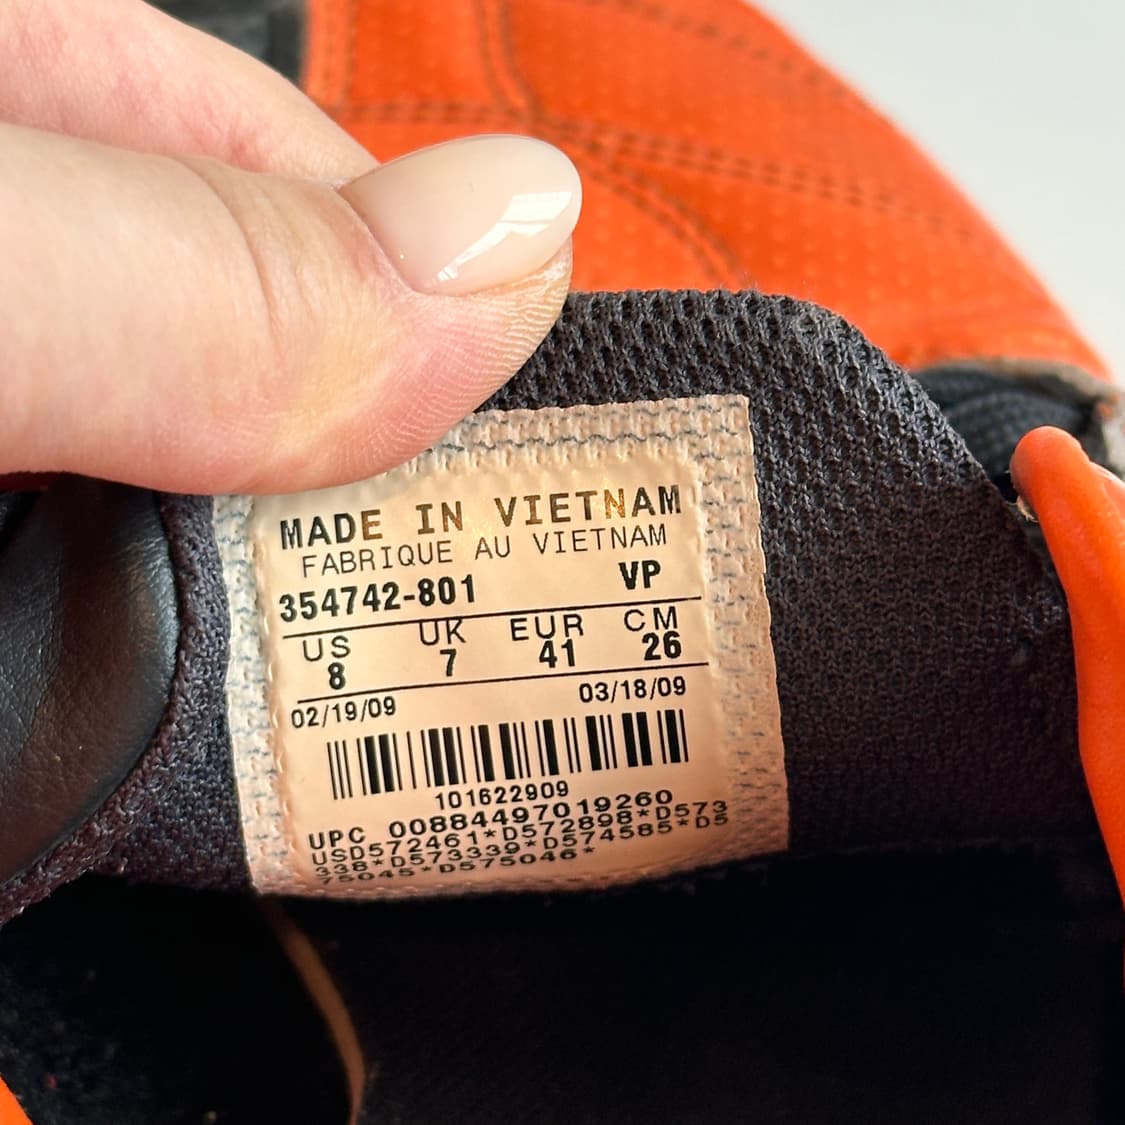 MADE IN VIETNAM
FABRIQUE AU VIETNAM
354742-801 VP
US UK EUR CM
8 7 41 26
02/19/09 03/18/09
101622909
UPC 00884497019260
USD572461*D572898*D573
338*D573339*D574585*D5
75045*D575046*